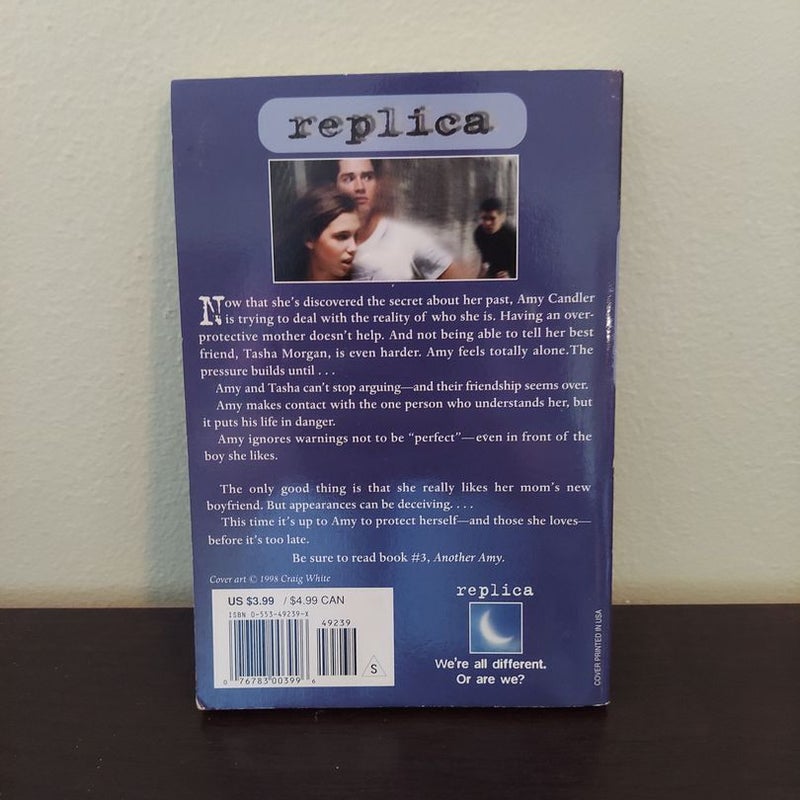 replica
Now that she's discovered the secret about her past, Amy Candler
is trying to deal with the reality of who she is. Having an over-
protective mother doesn't help. And not being able to tell her best
friend, Tasha Morgan, is even harder. Amy feels totally alone.The
pressure builds until . . .
Amy and Tasha can't stop arguing—and their friendship seems over.
Amy makes contact with the one person who understands her, but
it puts his life in danger.
Amy ignores warnings not to be "perfect"—even in front of the
boy she likes.
The only good thing is that she really likes her mom's new
boyfriend. But appearances can be deceiving. . . .
This time it's up to Amy to protect herself—and those she loves—
before it's too late.
Be sure to read book #3, Another Amy.
Cover art © 1998 Craig White
US $3.99 / $4.99 CAN
ISBN 0-553-49239-X
49239
S
0 76783 00399 6
replica
We're all different.
Or are we?
COVER PRINTED IN USA